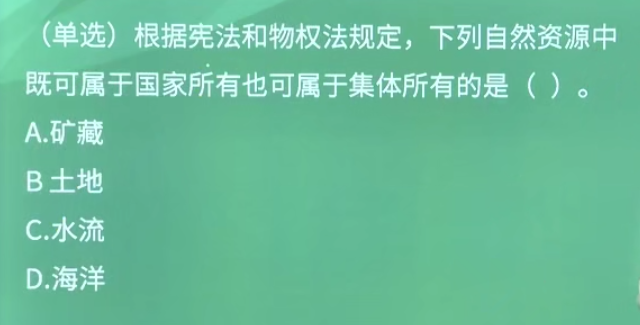 （单选）根据宪法和物权法规定，下列自然资源中
既可属于国家所有也可属于集体所有的是（ ）。
A.矿藏
B 土地
C.水流
D.海洋